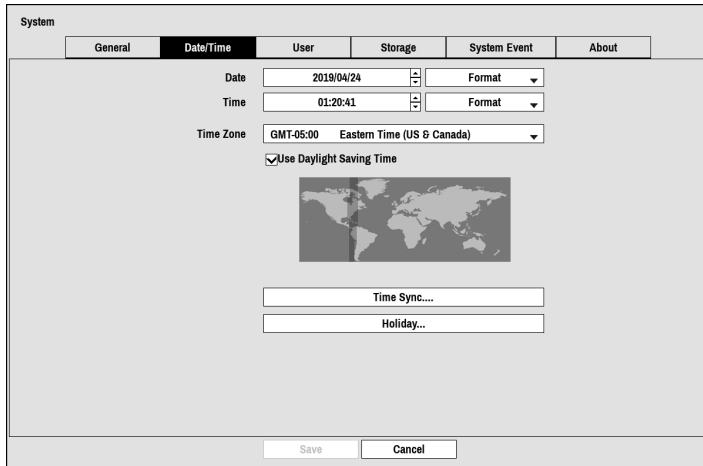 System
General Date/Time User Storage System Event About
Date 2019/04/24 Format
Time 01:20:41 Format
Time Zone GMT-05:00 Eastern Time (US & Canada)
Use Daylight Saving Time
Time Sync....
Holiday...
Save Cancel